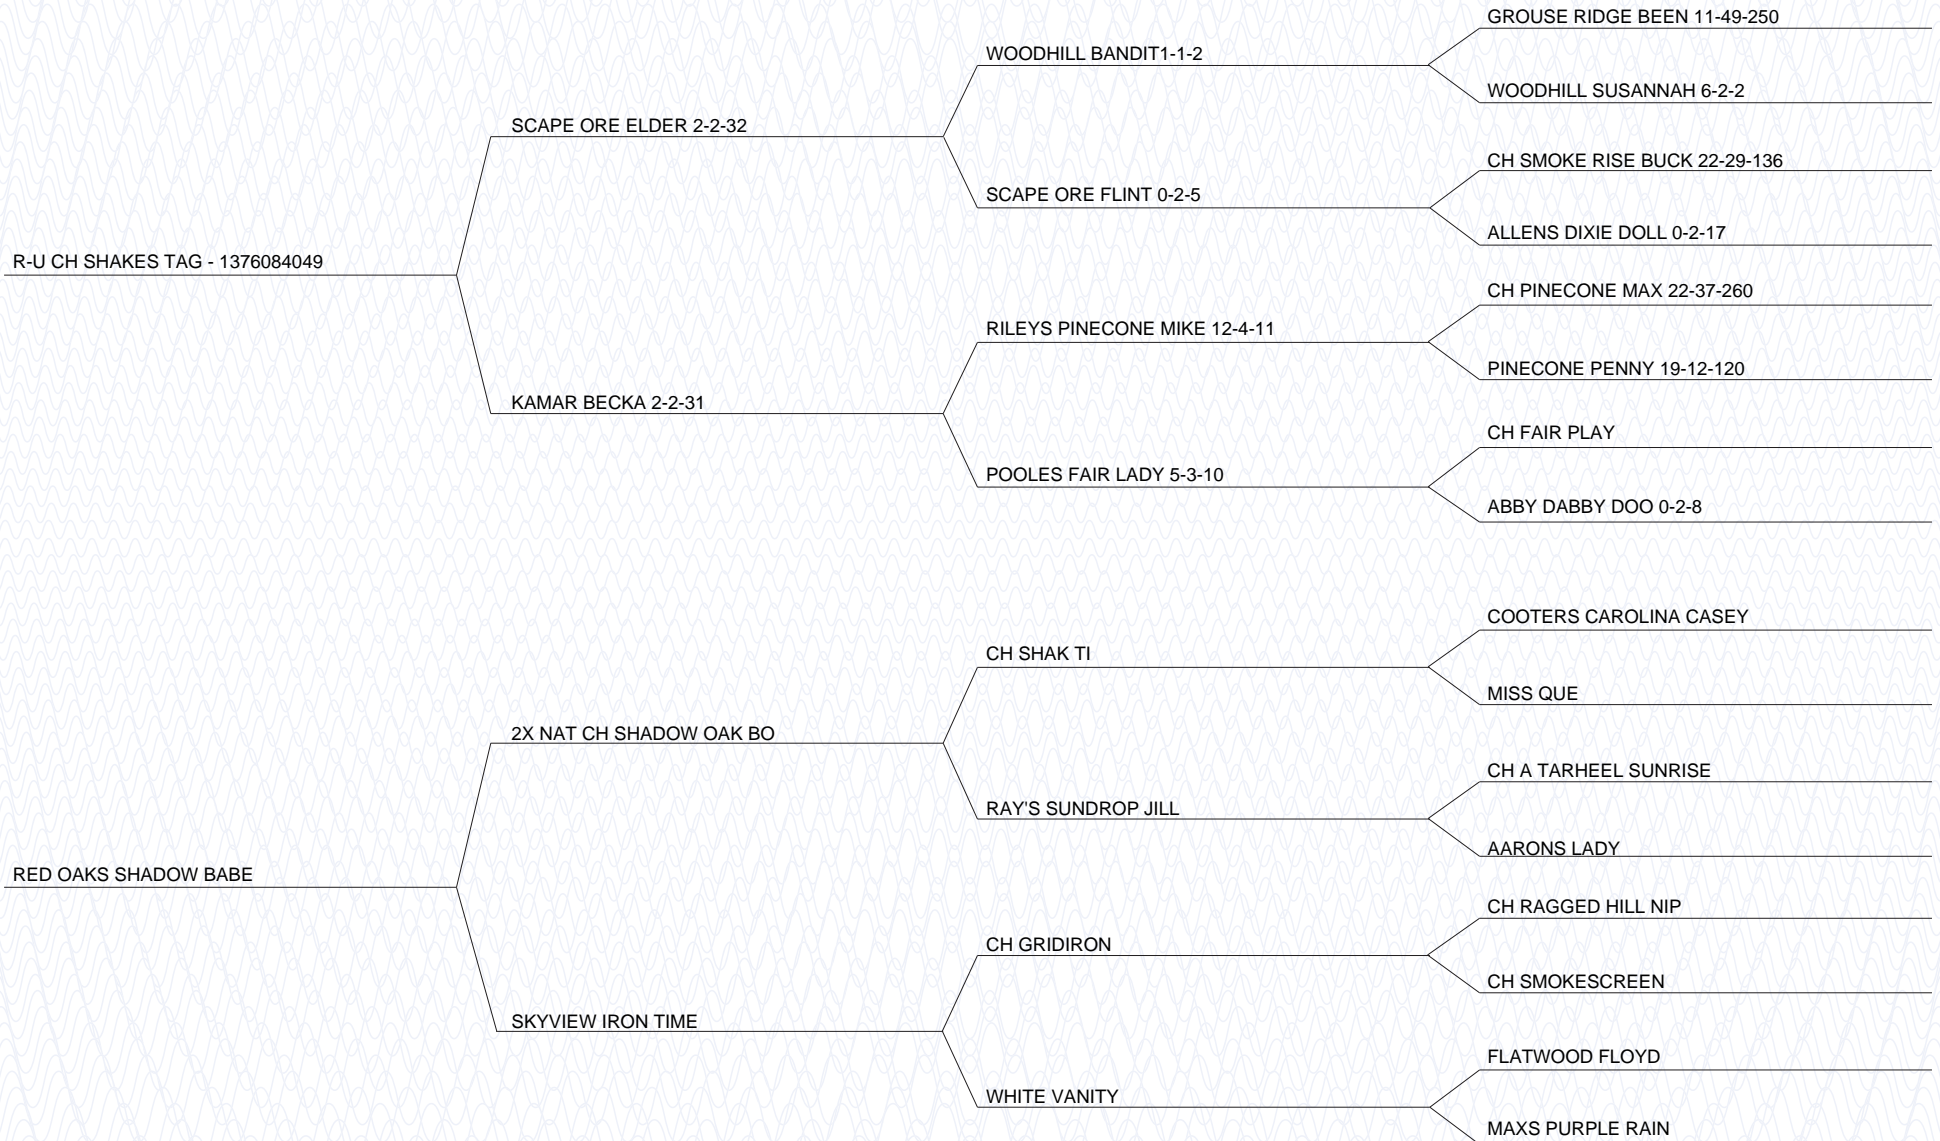 GROUSE RIDGE BEEN 11-49-250
WOODHILL BANDIT1-1-2
WOODHILL SUSANNAH 6-2-2
SCAPE ORE ELDER 2-2-32
CH SMOKE RISE BUCK 22-29-136
SCAPE ORE FLINT 0-2-5
ALLENS DIXIE DOLL 0-2-17
R-U CH SHAKES TAG - 1376084049
CH PINECONE MAX 22-37-260
RILEYS PINECONE MIKE 12-4-11
PINECONE PENNY 19-12-120
KAMAR BECKA 2-2-31
CH FAIR PLAY
POOLES FAIR LADY 5-3-10
ABBY DABBY DOO 0-2-8
COOTERS CAROLINA CASEY
CH SHAK TI
MISS QUE
2X NAT CH SHADOW OAK BO
CH A TARHEEL SUNRISE
RAY'S SUNDROP JILL
AARONS LADY
RED OAKS SHADOW BABE
CH RAGGED HILL NIP
CH GRIDIRON
CH SMOKESCREEN
SKYVIEW IRON TIME
FLATWOOD FLOYD
WHITE VANITY
MAXS PURPLE RAIN